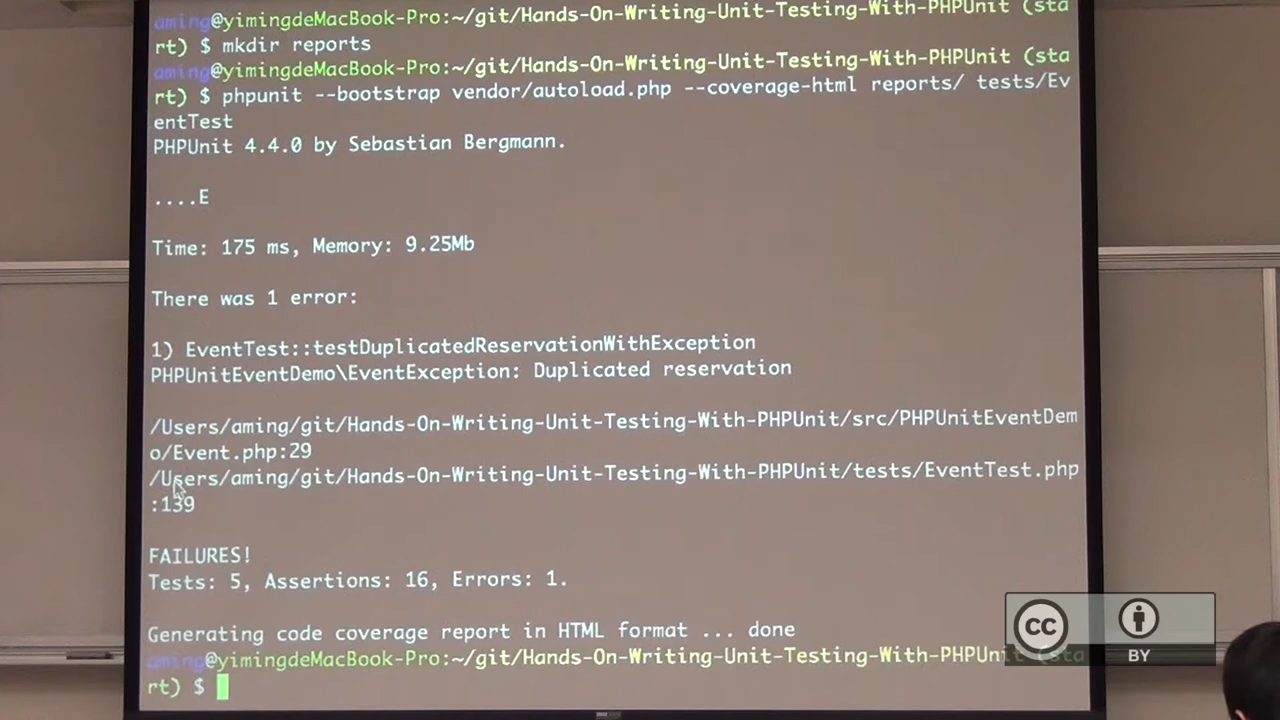 aming@yimingdeMacBook-Pro:~/git/Hands-On-Writing-Unit-Testing-With-PHPUnit (sta
rt) $ mkdir reports
aming@yimingdeMacBook-Pro:~/git/Hands-On-Writing-Unit-Testing-With-PHPUnit (sta
rt) $ phpunit --bootstrap vendor/autoload.php --coverage-html reports/ tests/Ev
entTest
PHPUnit 4.4.0 by Sebastian Bergmann.
....E
Time: 175 ms, Memory: 9.25Mb
There was 1 error:
1) EventTest::testDuplicatedReservationWithException
PHPUnitEventDemo\EventException: Duplicated reservation
/Users/aming/git/Hands-On-Writing-Unit-Testing-With-PHPUnit/src/PHPUnitEventDem
o/Event.php:29
/Users/aming/git/Hands-On-Writing-Unit-Testing-With-PHPUnit/tests/EventTest.php
:139
FAILURES!
Tests: 5, Assertions: 16, Errors: 1.
Generating code coverage report in HTML format ... done
aming@yimingdeMacBook-Pro:~/git/Hands-On-Writing-Unit-Testing-With-PHPUnit (sta
rt) $
cc
BY